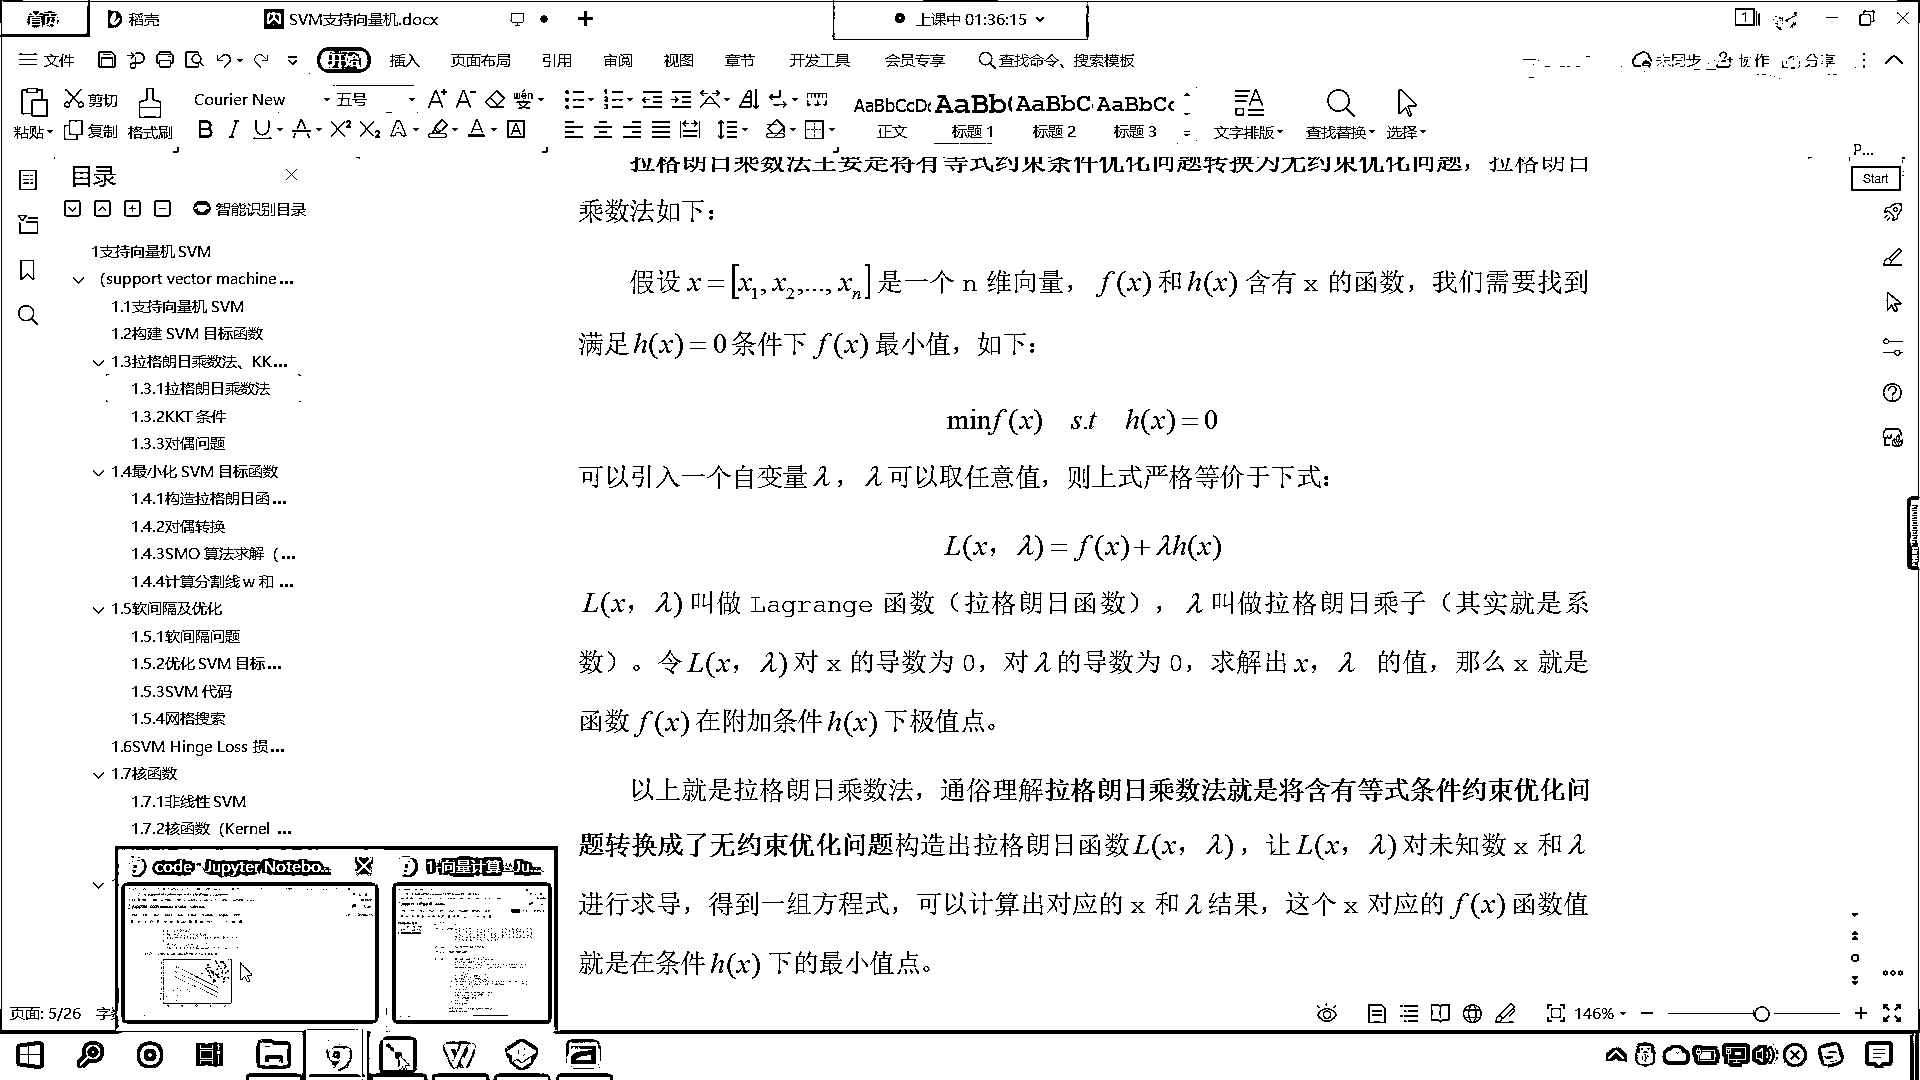 首页 稻壳 SVM支持向量机.docx 上课中 01:36:15
文件 开始 插入 页面布局 引用 审阅 视图 章节 开发工具 会员专享 查找命令、搜索模板 未同步 协作 分享
粘贴 剪切 复制 格式刷 Courier New 五号 AaBbCcDc AaBb( AaBbC AaBbCc 文字排版 查找替换 选择
正文 标题 1 标题 2 标题 3
Start
目录
智能识别目录
1支持向量机 SVM
(support vector machine ...
1.1支持向量机 SVM
1.2构建 SVM 目标函数
1.3拉格朗日乘数法、KK...
1.3.1拉格朗日乘数法
1.3.2KKT 条件
1.3.3对偶问题
1.4最小化 SVM 目标函数
1.4.1构造拉格朗日函...
1.4.2对偶转换
1.4.3SMO 算法求解（...
1.4.4计算分割线 w 和 ...
1.5软间隔及优化
1.5.1软间隔问题
1.5.2优化 SVM 目标...
1.5.3SVM 代码
1.5.4网格搜索
1.6SVM Hinge Loss 损...
1.7核函数
1.7.1非线性 SVM
1.7.2核函数（Kernel ...
code - Jupyter Notebo...
1-向量计算 - Ju...
拉格朗日乘数法主要是将有等式约束条件优化问题转换为无约束优化问题，拉格朗日
乘数法如下：
假设 x = [x1, x2,..., xn] 是一个 n 维向量， f(x) 和 h(x) 含有 x 的函数，我们需要找到
满足 h(x) = 0 条件下 f(x) 最小值，如下：
min f(x) s.t h(x) = 0
可以引入一个自变量 λ， λ 可以取任意值，则上式严格等价于下式：
L(x，λ) = f(x) + λh(x)
L(x，λ) 叫做 Lagrange 函数（拉格朗日函数），λ 叫做拉格朗日乘子（其实就是系
数）。令 L(x，λ) 对 x 的导数为 0，对 λ 的导数为 0，求解出 x，λ 的值，那么 x 就是
函数 f(x) 在附加条件 h(x) 下极值点。
以上就是拉格朗日乘数法，通俗理解拉格朗日乘数法就是将含有等式条件约束优化问
题转换成了无约束优化问题构造出拉格朗日函数 L(x，λ)，让 L(x，λ) 对未知数 x 和 λ
进行求导，得到一组方程式，可以计算出对应的 x 和 λ 结果，这个 x 对应的 f(x) 函数值
就是在条件 h(x) 下的最小值点。
页面: 5/26
146%